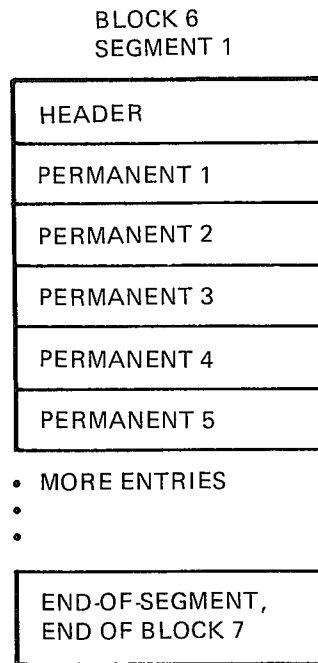 BLOCK 6
SEGMENT 1
HEADER
PERMANENT 1
PERMANENT 2
PERMANENT 3
PERMANENT 4
PERMANENT 5
• MORE ENTRIES
•
•
END-OF-SEGMENT,
END OF BLOCK 7